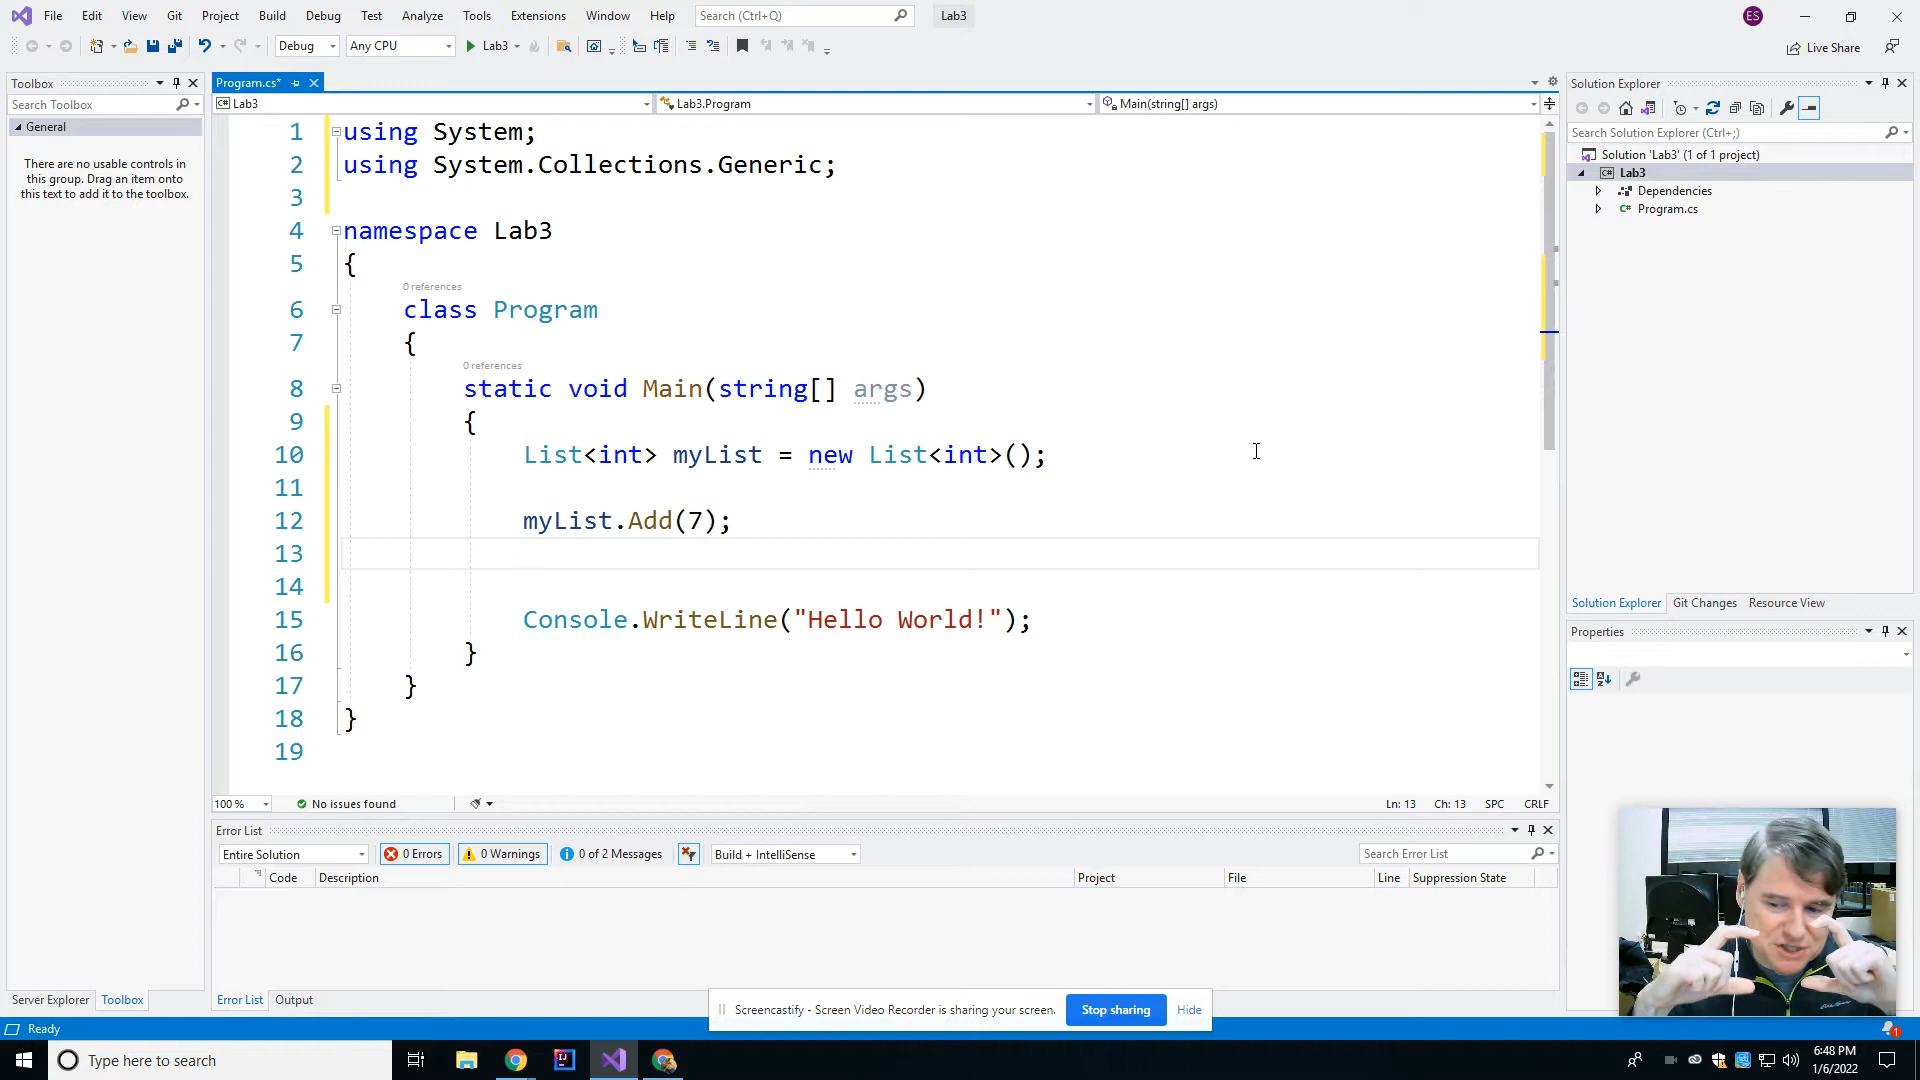 File Edit View Git Project Build Debug Test Analyze Tools Extensions Window Help Search (Ctrl+Q) Lab3 ES
Debug Any CPU Lab3 Live Share
Toolbox
Search Toolbox
General
There are no usable controls in
this group. Drag an item onto
this text to add it to the toolbox.
Program.cs*
Lab3 Lab3.Program Main(string[] args)
1 using System;
2 using System.Collections.Generic;
3
4 namespace Lab3
5 {
0 references
6 class Program
7 {
0 references
8 static void Main(string[] args)
9 {
10 List<int> myList = new List<int>();
11
12 myList.Add(7);
13
14
15 Console.WriteLine("Hello World!");
16 }
17 }
18 }
19
100 % No issues found Ln: 13 Ch: 13 SPC CRLF
Error List
Entire Solution 0 Errors 0 Warnings 0 of 2 Messages Build + IntelliSense Search Error List
Code Description Project File Line Suppression State
Server Explorer Toolbox
Error List Output
Solution Explorer
Search Solution Explorer (Ctrl+;)
Solution 'Lab3' (1 of 1 project)
Lab3
Dependencies
C# Program.cs
Solution Explorer Git Changes Resource View
Properties
Screencastify - Screen Video Recorder is sharing your screen. Stop sharing Hide
Ready 1
Type here to search
6:48 PM
1/6/2022